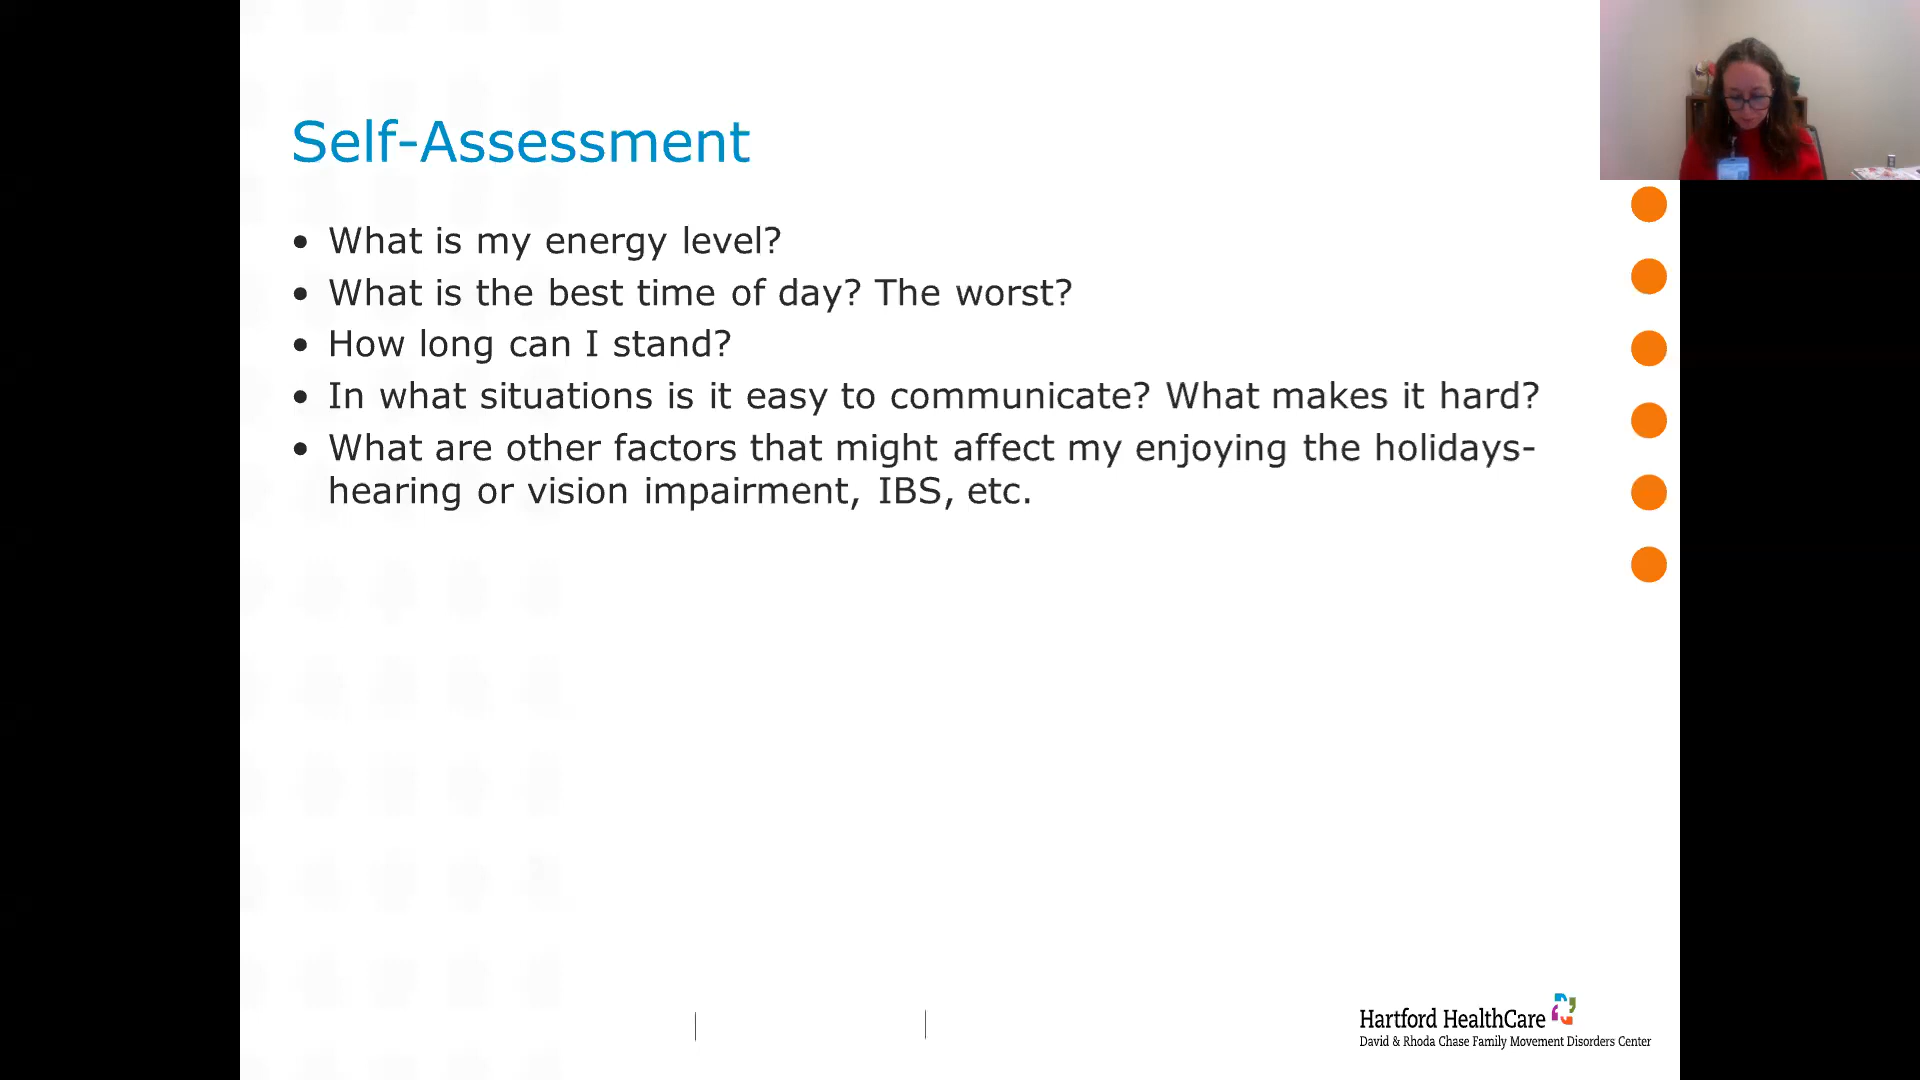 Self-Assessment
• What is my energy level?
• What is the best time of day? The worst?
• How long can I stand?
• In what situations is it easy to communicate? What makes it hard?
• What are other factors that might affect my enjoying the holidays-
hearing or vision impairment, IBS, etc.
Hartford HealthCare
David & Rhoda Chase Family Movement Disorders Center